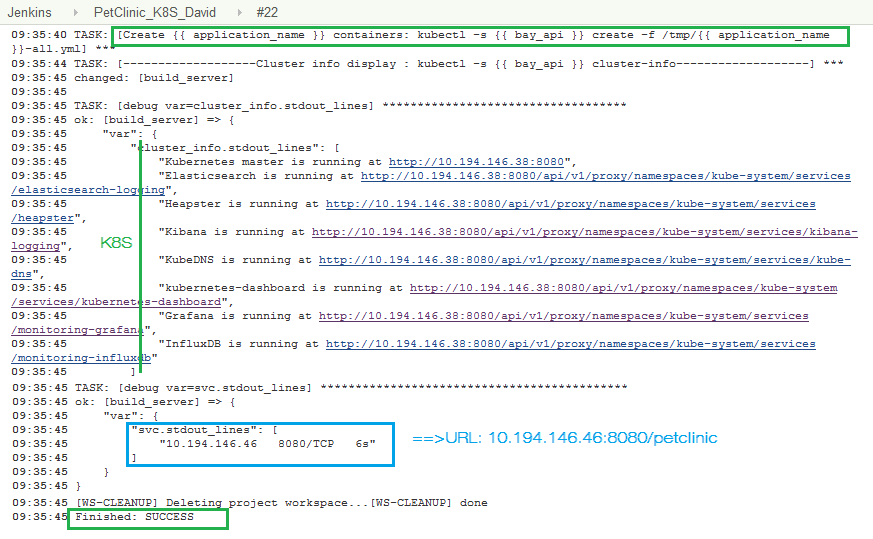 Jenkins PetClinic_K8S_David #22
09:35:40 TASK: [Create {{ application_name }} containers: kubectl -s {{ bay_api }} create -f /tmp/{{ application_name
}}-all.yml] ***
09:35:44 TASK: [-------------------Cluster info display : kubectl -s {{ bay_api }} cluster-info-------------------] ***
09:35:45 changed: [build_server]
09:35:45
09:35:45 TASK: [debug var=cluster_info.stdout_lines] ***********************************
09:35:45 ok: [build_server] => {
09:35:45 "var": {
09:35:45 "cluster_info.stdout_lines": [
09:35:45 "Kubernetes master is running at http://10.194.146.38:8080",
09:35:45 "Elasticsearch is running at http://10.194.146.38:8080/api/v1/proxy/namespaces/kube-system/services
/elasticsearch-logging",
09:35:45 "Heapster is running at http://10.194.146.38:8080/api/v1/proxy/namespaces/kube-system/services
/heapster",
09:35:45 "Kibana is running at http://10.194.146.38:8080/api/v1/proxy/namespaces/kube-system/services/kibana-
logging",
K8S
09:35:45 "KubeDNS is running at http://10.194.146.38:8080/api/v1/proxy/namespaces/kube-system/services/kube-
dns",
09:35:45 "kubernetes-dashboard is running at http://10.194.146.38:8080/api/v1/proxy/namespaces/kube-system
/services/kubernetes-dashboard",
09:35:45 "Grafana is running at http://10.194.146.38:8080/api/v1/proxy/namespaces/kube-system/services
/monitoring-grafana",
09:35:45 "InfluxDB is running at http://10.194.146.38:8080/api/v1/proxy/namespaces/kube-system/services
/monitoring-influxdb"
09:35:45 ]
09:35:45 TASK: [debug var=svc.stdout_lines] ********************************************
09:35:45 ok: [build_server] => {
09:35:45 "var": {
09:35:45 "svc.stdout_lines": [
09:35:45 "10.194.146.46 8080/TCP 6s"
==>URL: 10.194.146.46:8080/petclinic
09:35:45 ]
09:35:45 }
09:35:45 }
09:35:45 [WS-CLEANUP] Deleting project workspace...[WS-CLEANUP] done
09:35:45 Finished: SUCCESS